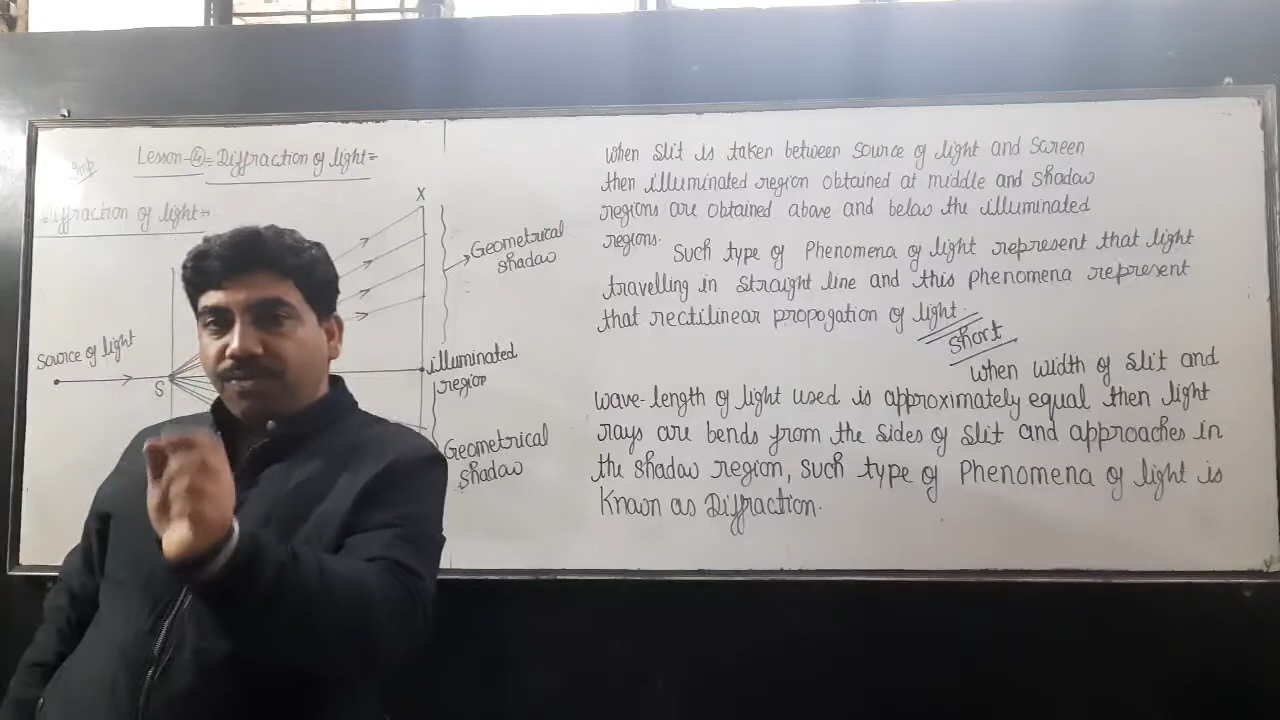 Imp
Lesson-④= Diffraction of light=
Diffraction of light=
X
Geometrical
shadow
source of light
S
illuminated
region
Geometrical
shadow
when slit is taken between source of light and screen
then illuminated region obtained at middle and shadow
regions are obtained above and below the illuminated
regions.
Such type of Phenomena of light represent that light
travelling in straight line and this phenomena represent
that rectilinear propogation of light.
short
when width of slit and
wave-length of light used is approximately equal then light
rays are bends from the sides of slit and approaches in
the shadow region, such type of Phenomena of light is
Known as Diffraction.